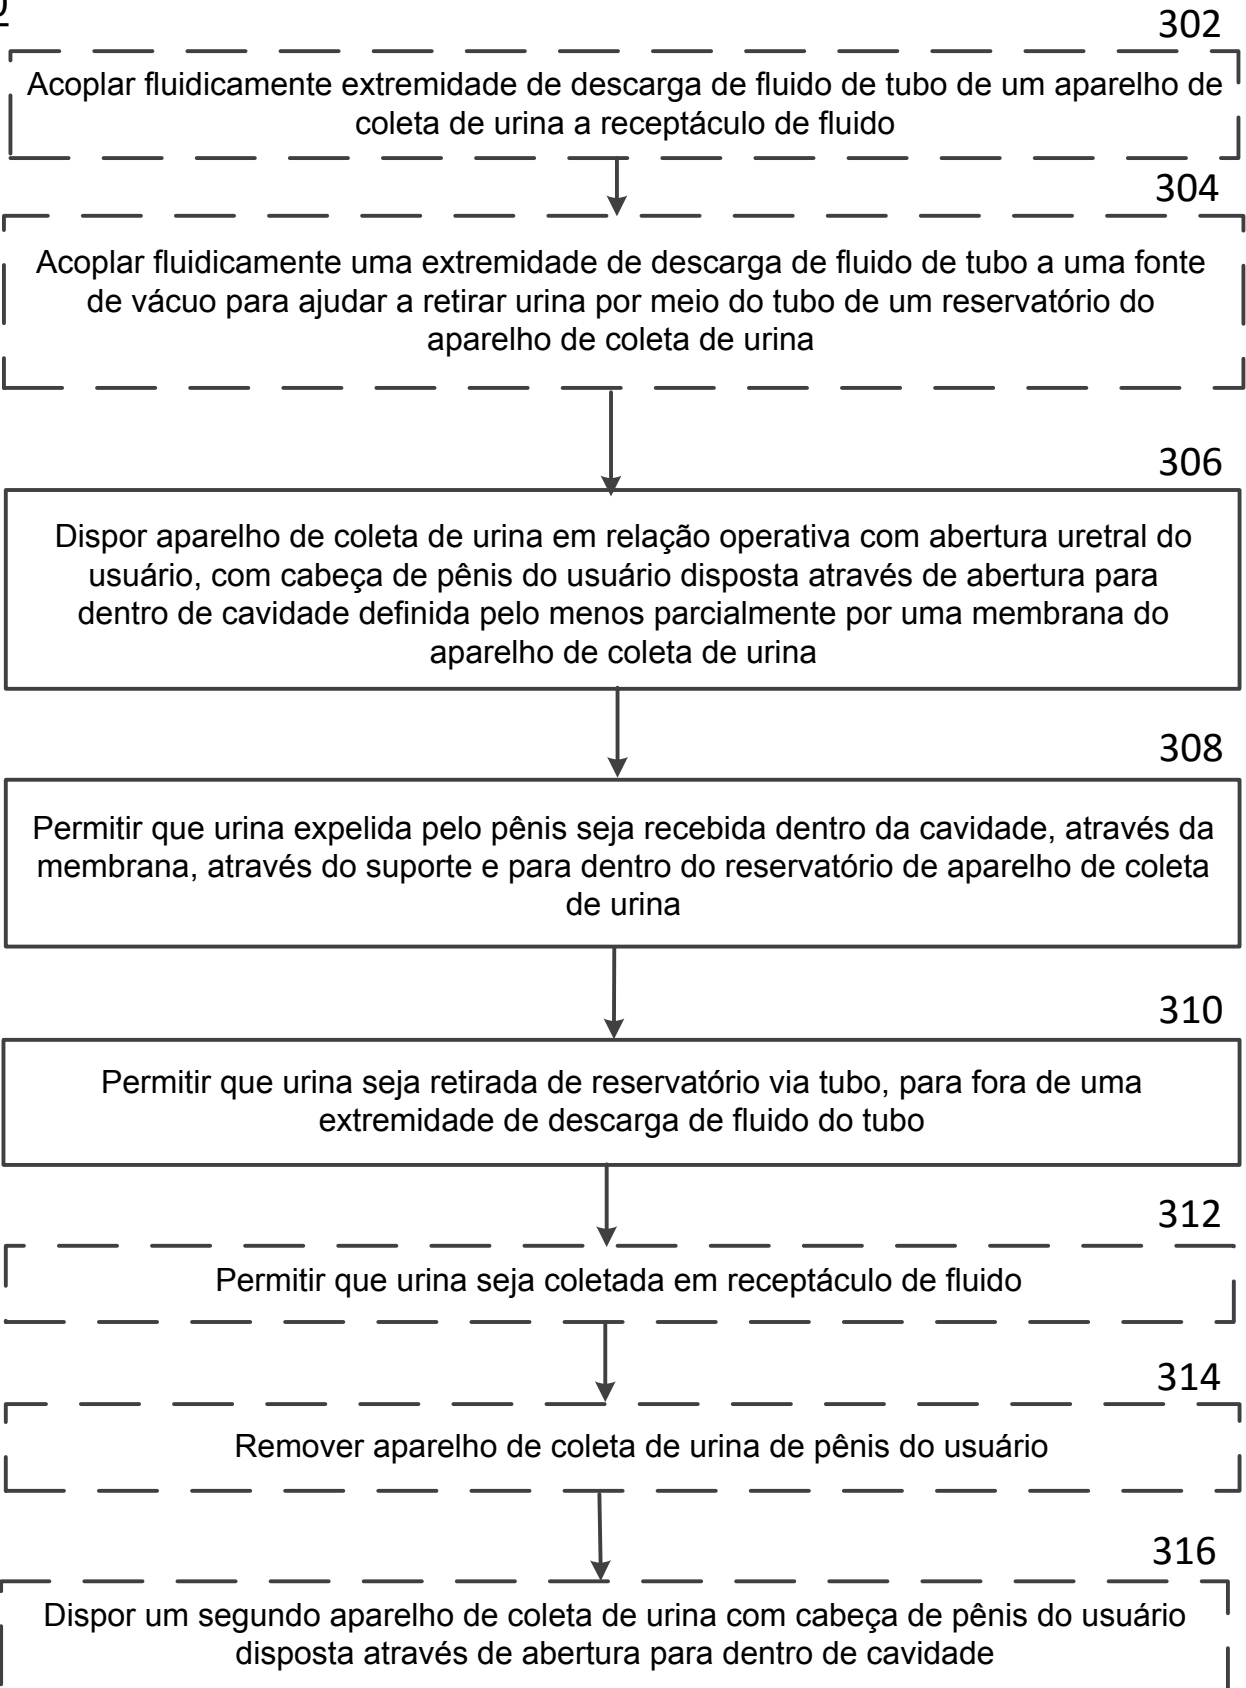 302
Acoplar fluidicamente extremidade de descarga de fluido de tubo de um aparelho de
coleta de urina a receptáculo de fluido
304
Acoplar fluidicamente uma extremidade de descarga de fluido de tubo a uma fonte
de vácuo para ajudar a retirar urina por meio do tubo de um reservatório do
aparelho de coleta de urina
306
Dispor aparelho de coleta de urina em relação operativa com abertura uretral do
usuário, com cabeça de pênis do usuário disposta através de abertura para
dentro de cavidade definida pelo menos parcialmente por uma membrana do
aparelho de coleta de urina
308
Permitir que urina expelida pelo pênis seja recebida dentro da cavidade, através da
membrana, através do suporte e para dentro do reservatório de aparelho de coleta
de urina
310
Permitir que urina seja retirada de reservatório via tubo, para fora de uma
extremidade de descarga de fluido do tubo
312
Permitir que urina seja coletada em receptáculo de fluido
314
Remover aparelho de coleta de urina de pênis do usuário
316
Dispor um segundo aparelho de coleta de urina com cabeça de pênis do usuário
disposta através de abertura para dentro de cavidade